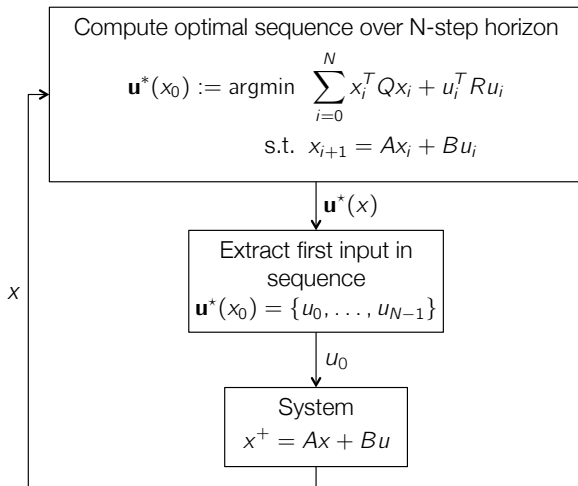 Compute optimal sequence over N-step horizon
𝐮*(x₀) := argmin ∑_{i=0}^{N} x_i^T Q x_i + u_i^T R u_i
s.t. x_{i+1} = Ax_i + Bu_i
𝐮*(x)
Extract first input in
sequence
𝐮*(x₀) = {u₀, . . . , u_{N−1}}
x
u₀
System
x⁺ = Ax + Bu